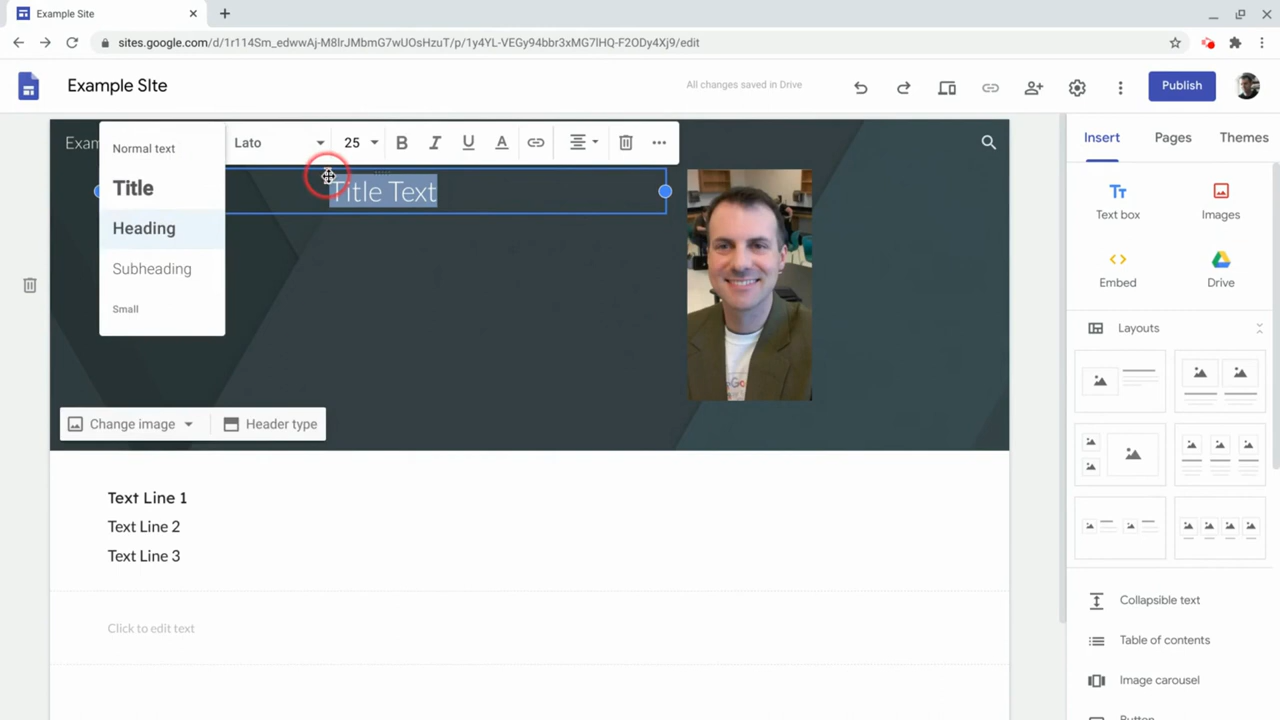 Example Site
sites.google.com/d/1r114Sm_edwwAj-M8lrJMbmG7wUOsHzuT/p/1y4YL-VEGy94bbr3xMG7lHQ-F2ODy4Xj9/edit
Example SIte
All changes saved in Drive
Publish
Exam
Normal text
Title
Heading
Subheading
Small
Lato
25
B
I
U
A
Title Text
Change image
Header type
Text Line 1
Text Line 2
Text Line 3
Click to edit text
Insert
Pages
Themes
Text box
Images
Embed
Drive
Layouts
Collapsible text
Table of contents
Image carousel